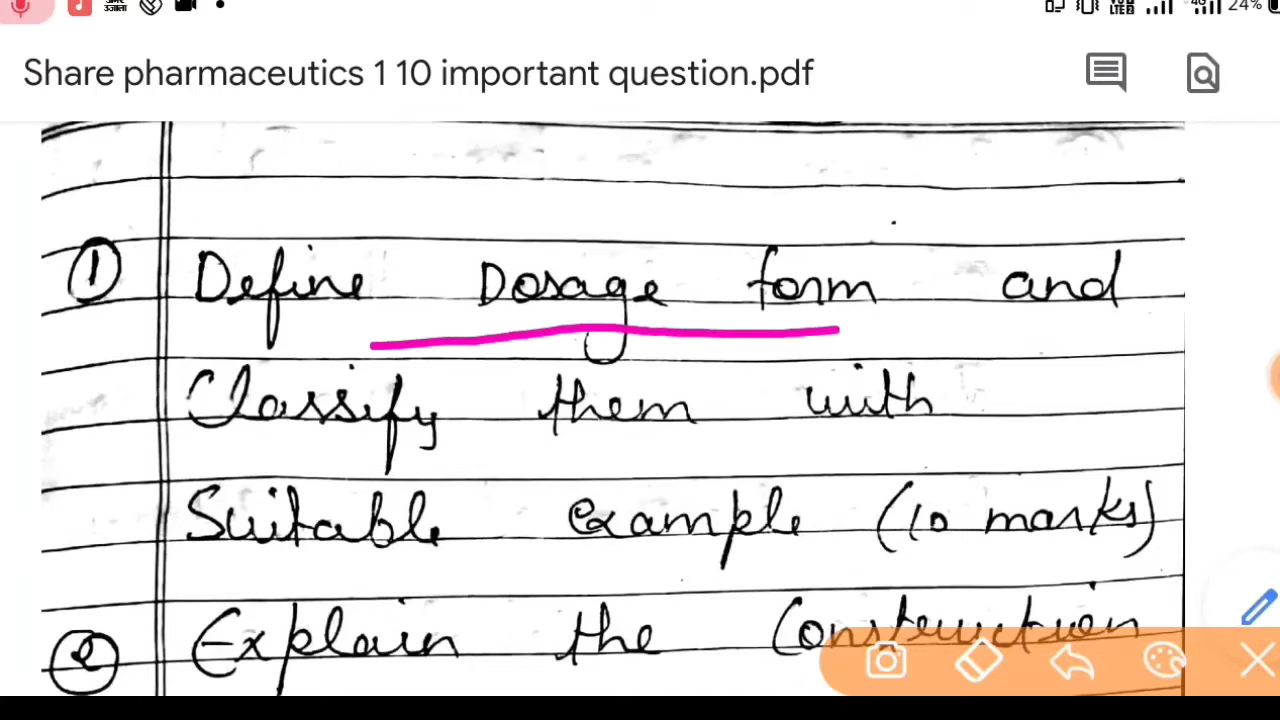 24%
Share pharmaceutics 1 10 important question.pdf
① Define Dosage form and
Classify them with
Suitable example (10 marks)
② Explain the Construction